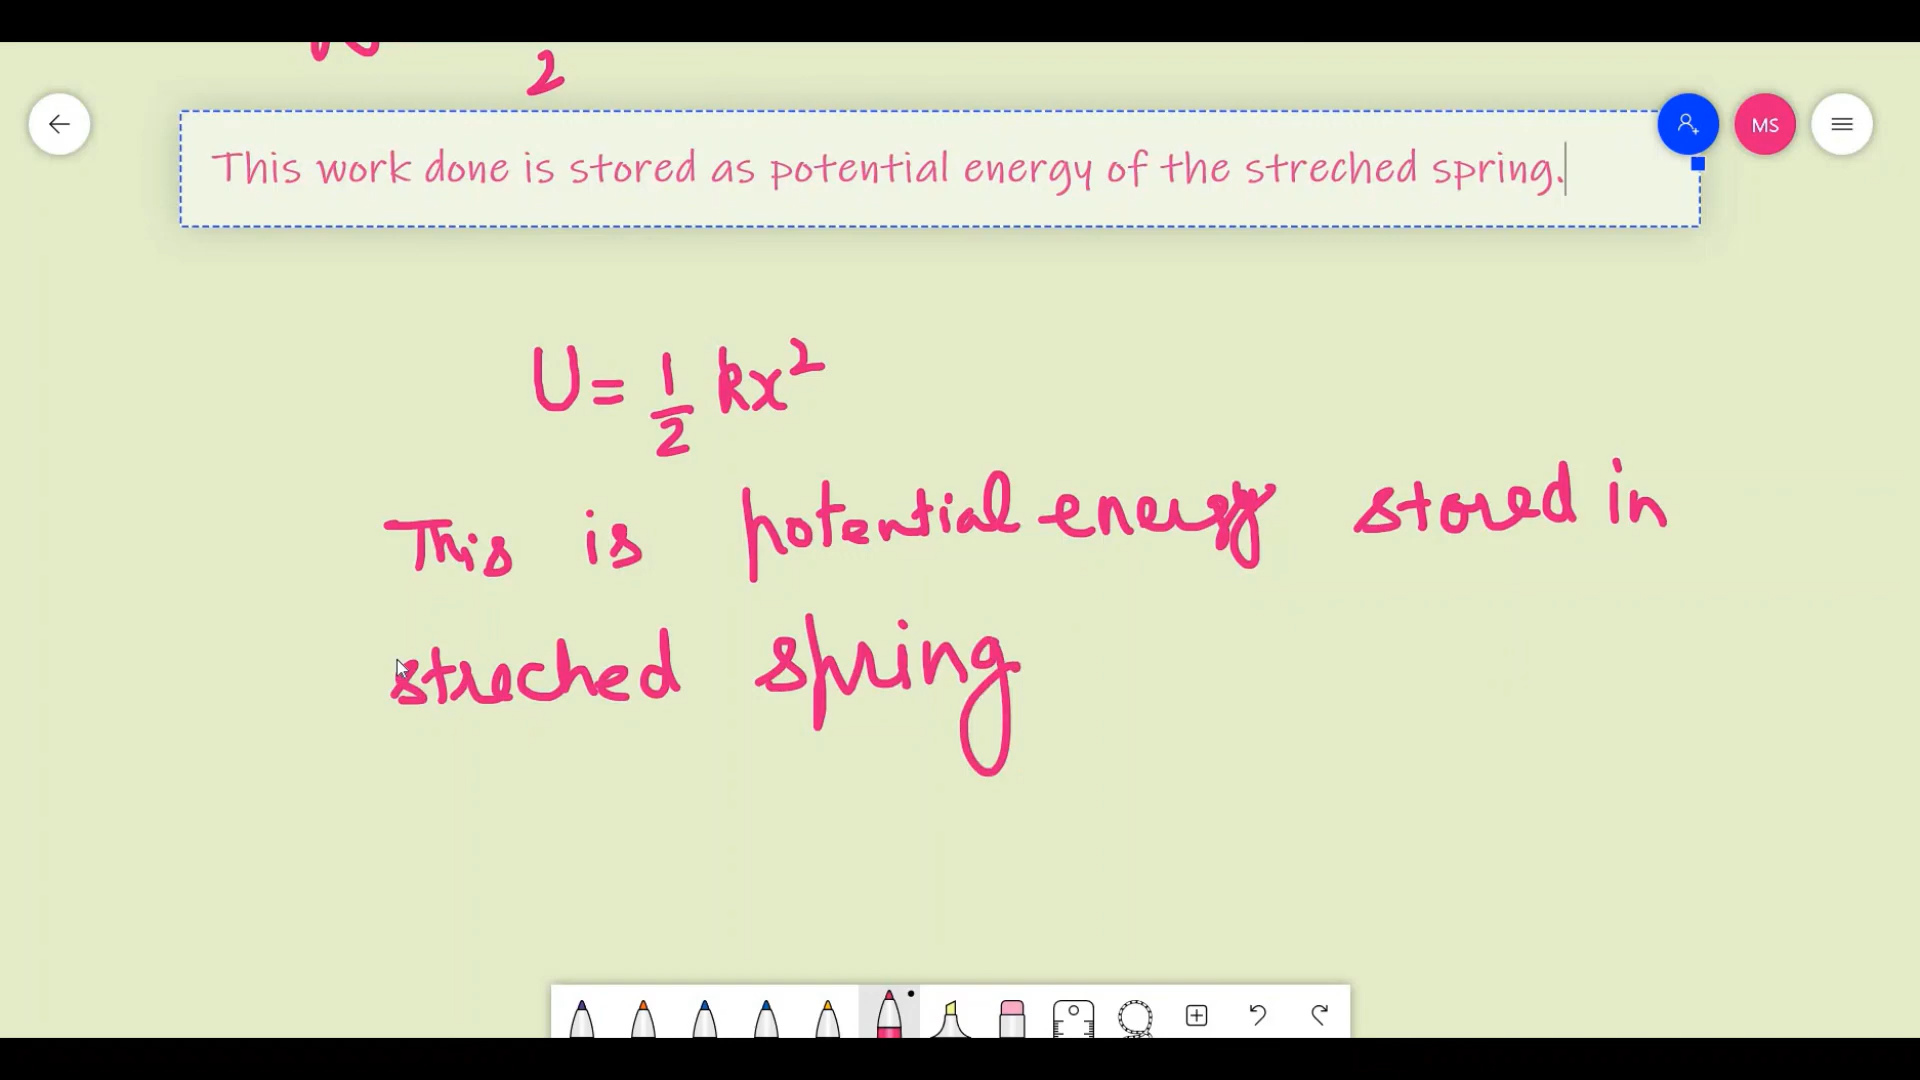 2
This work done is stored as potential energy of the streched spring.
MS
U = 1/2 kx²
This is potential energy stored in
streched spring